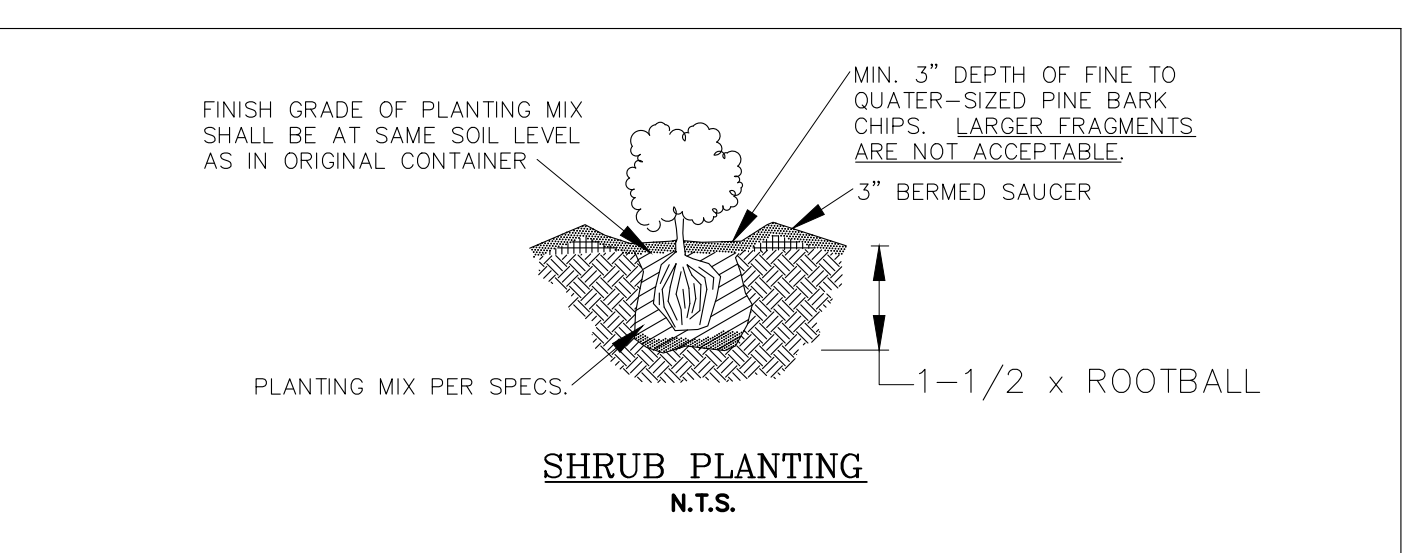 FINISH GRADE OF PLANTING MIX
SHALL BE AT SAME SOIL LEVEL
AS IN ORIGINAL CONTAINER
MIN. 3" DEPTH OF FINE TO
QUATER-SIZED PINE BARK
CHIPS. LARGER FRAGMENTS
ARE NOT ACCEPTABLE.
3" BERMED SAUCER
PLANTING MIX PER SPECS.
1-1/2 x ROOTBALL
SHRUB PLANTING
N.T.S.